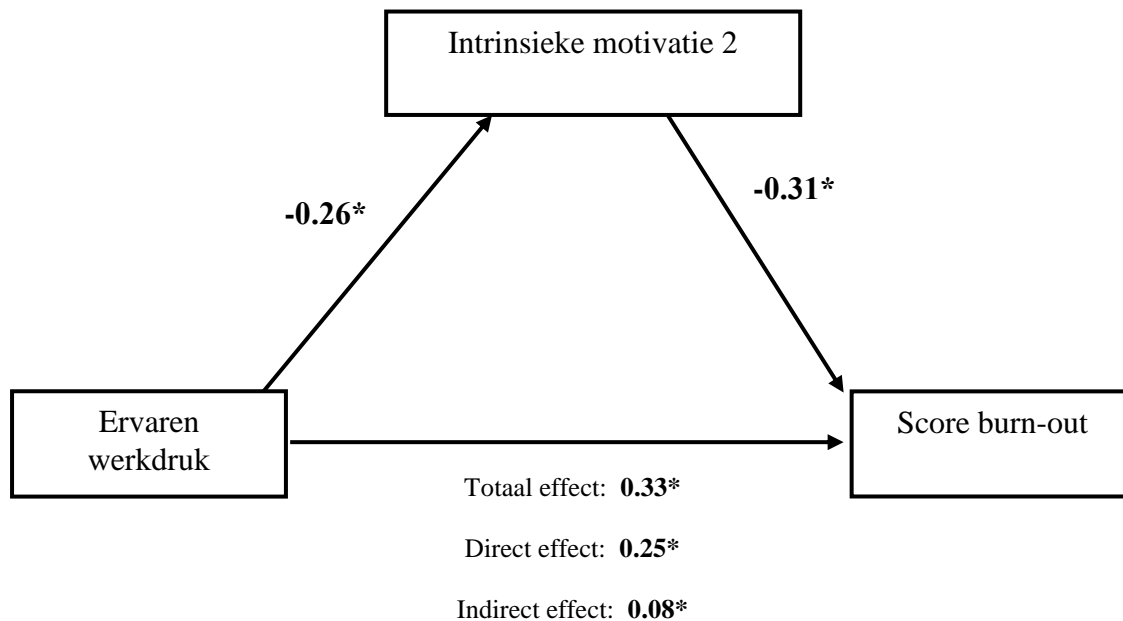 Intrinsieke motivatie 2
-0.26*
-0.31*
Ervaren
werkdruk
Score burn-out
Totaal effect: 0.33*
Direct effect: 0.25*
Indirect effect: 0.08*